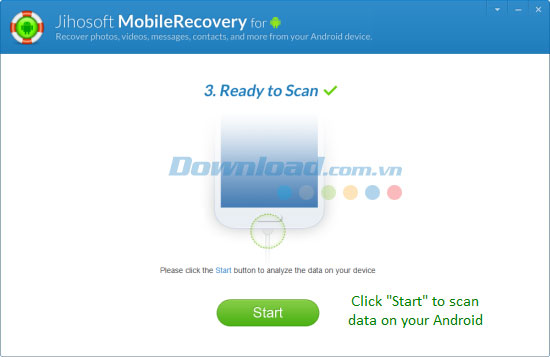 Jihosoft MobileRecovery for
Recover photos, videos, messages, contacts, and more from your Android device.
3. Ready to Scan
Download.com.vn
Please click the Start button to analyze the data on your device
Start
Click "Start" to scan
data on your Android